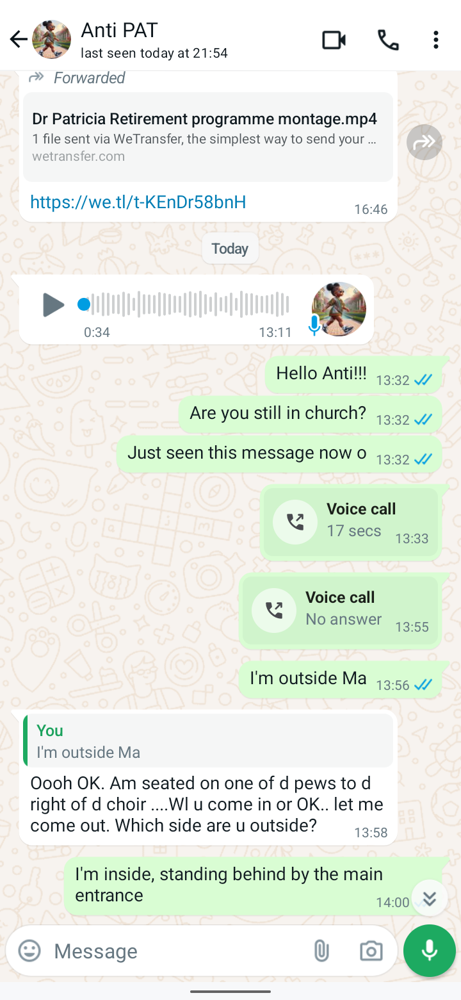 Anti PAT
last seen today at 21:54
Forwarded
Dr Patricia Retirement programme montage.mp4
1 file sent via WeTransfer, the simplest way to send your ...
wetransfer.com
https://we.tl/t-KEnDr58bnH
16:46
Today
0:34
13:11
Hello Anti!!! 13:32
Are you still in church? 13:32
Just seen this message now o 13:32
Voice call
17 secs 13:33
Voice call
No answer 13:55
I'm outside Ma 13:56
You
I'm outside Ma
Oooh OK. Am seated on one of d pews to d
right of d choir ....Wl u come in or OK.. let me
come out. Which side are u outside?
13:58
I'm inside, standing behind by the main
entrance
14:00
Message